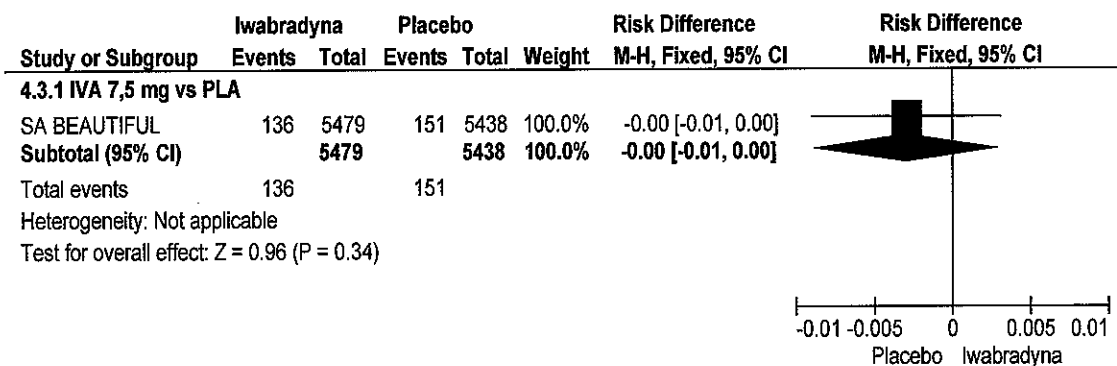 Iwabradyna Placebo Risk Difference Risk Difference
Study or Subgroup Events Total Events Total Weight M-H, Fixed, 95% CI M-H, Fixed, 95% CI
4.3.1 IVA 7,5 mg vs PLA
SA BEAUTIFUL 136 5479 151 5438 100.0% -0.00 [-0.01, 0.00]
Subtotal (95% CI) 5479 5438 100.0% -0.00 [-0.01, 0.00]
Total events 136 151
Heterogeneity: Not applicable
Test for overall effect: Z = 0.96 (P = 0.34)
-0.01 -0.005 0 0.005 0.01
Placebo Iwabradyna